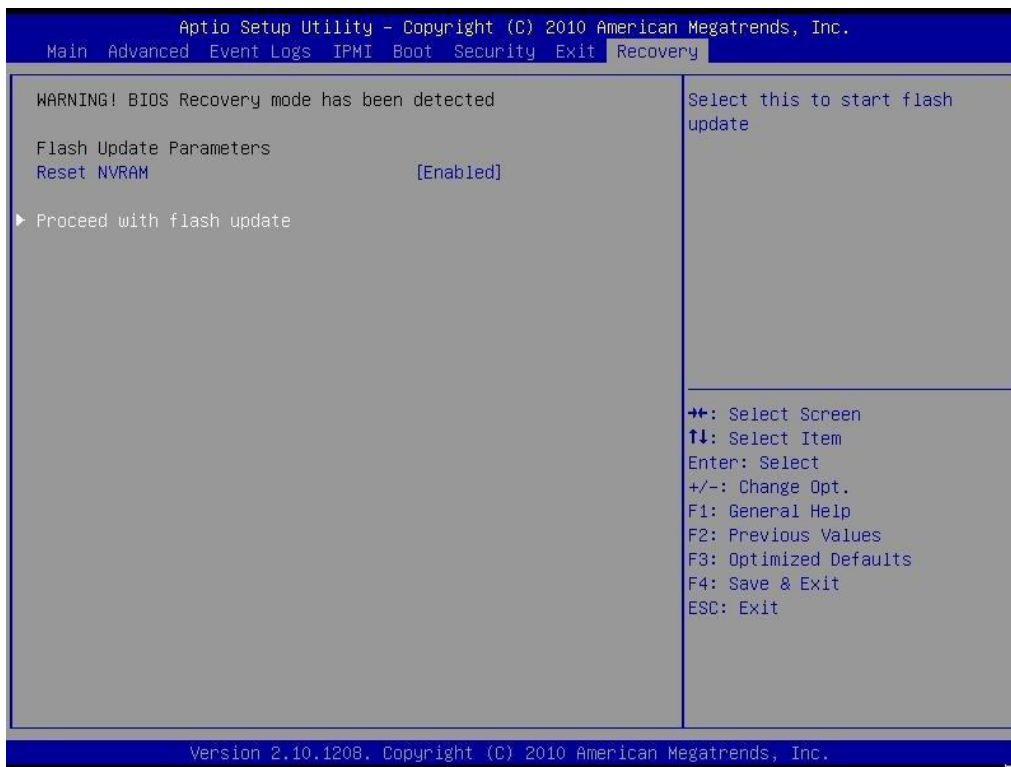 Aptio Setup Utility – Copyright (C) 2010 American Megatrends, Inc.
Main Advanced Event Logs IPMI Boot Security Exit Recovery
WARNING! BIOS Recovery mode has been detected
Flash Update Parameters
Reset NVRAM [Enabled]
► Proceed with flash update
Select this to start flash
update
→←: Select Screen
↑↓: Select Item
Enter: Select
+/-: Change Opt.
F1: General Help
F2: Previous Values
F3: Optimized Defaults
F4: Save & Exit
ESC: Exit
Version 2.10.1208. Copyright (C) 2010 American Megatrends, Inc.